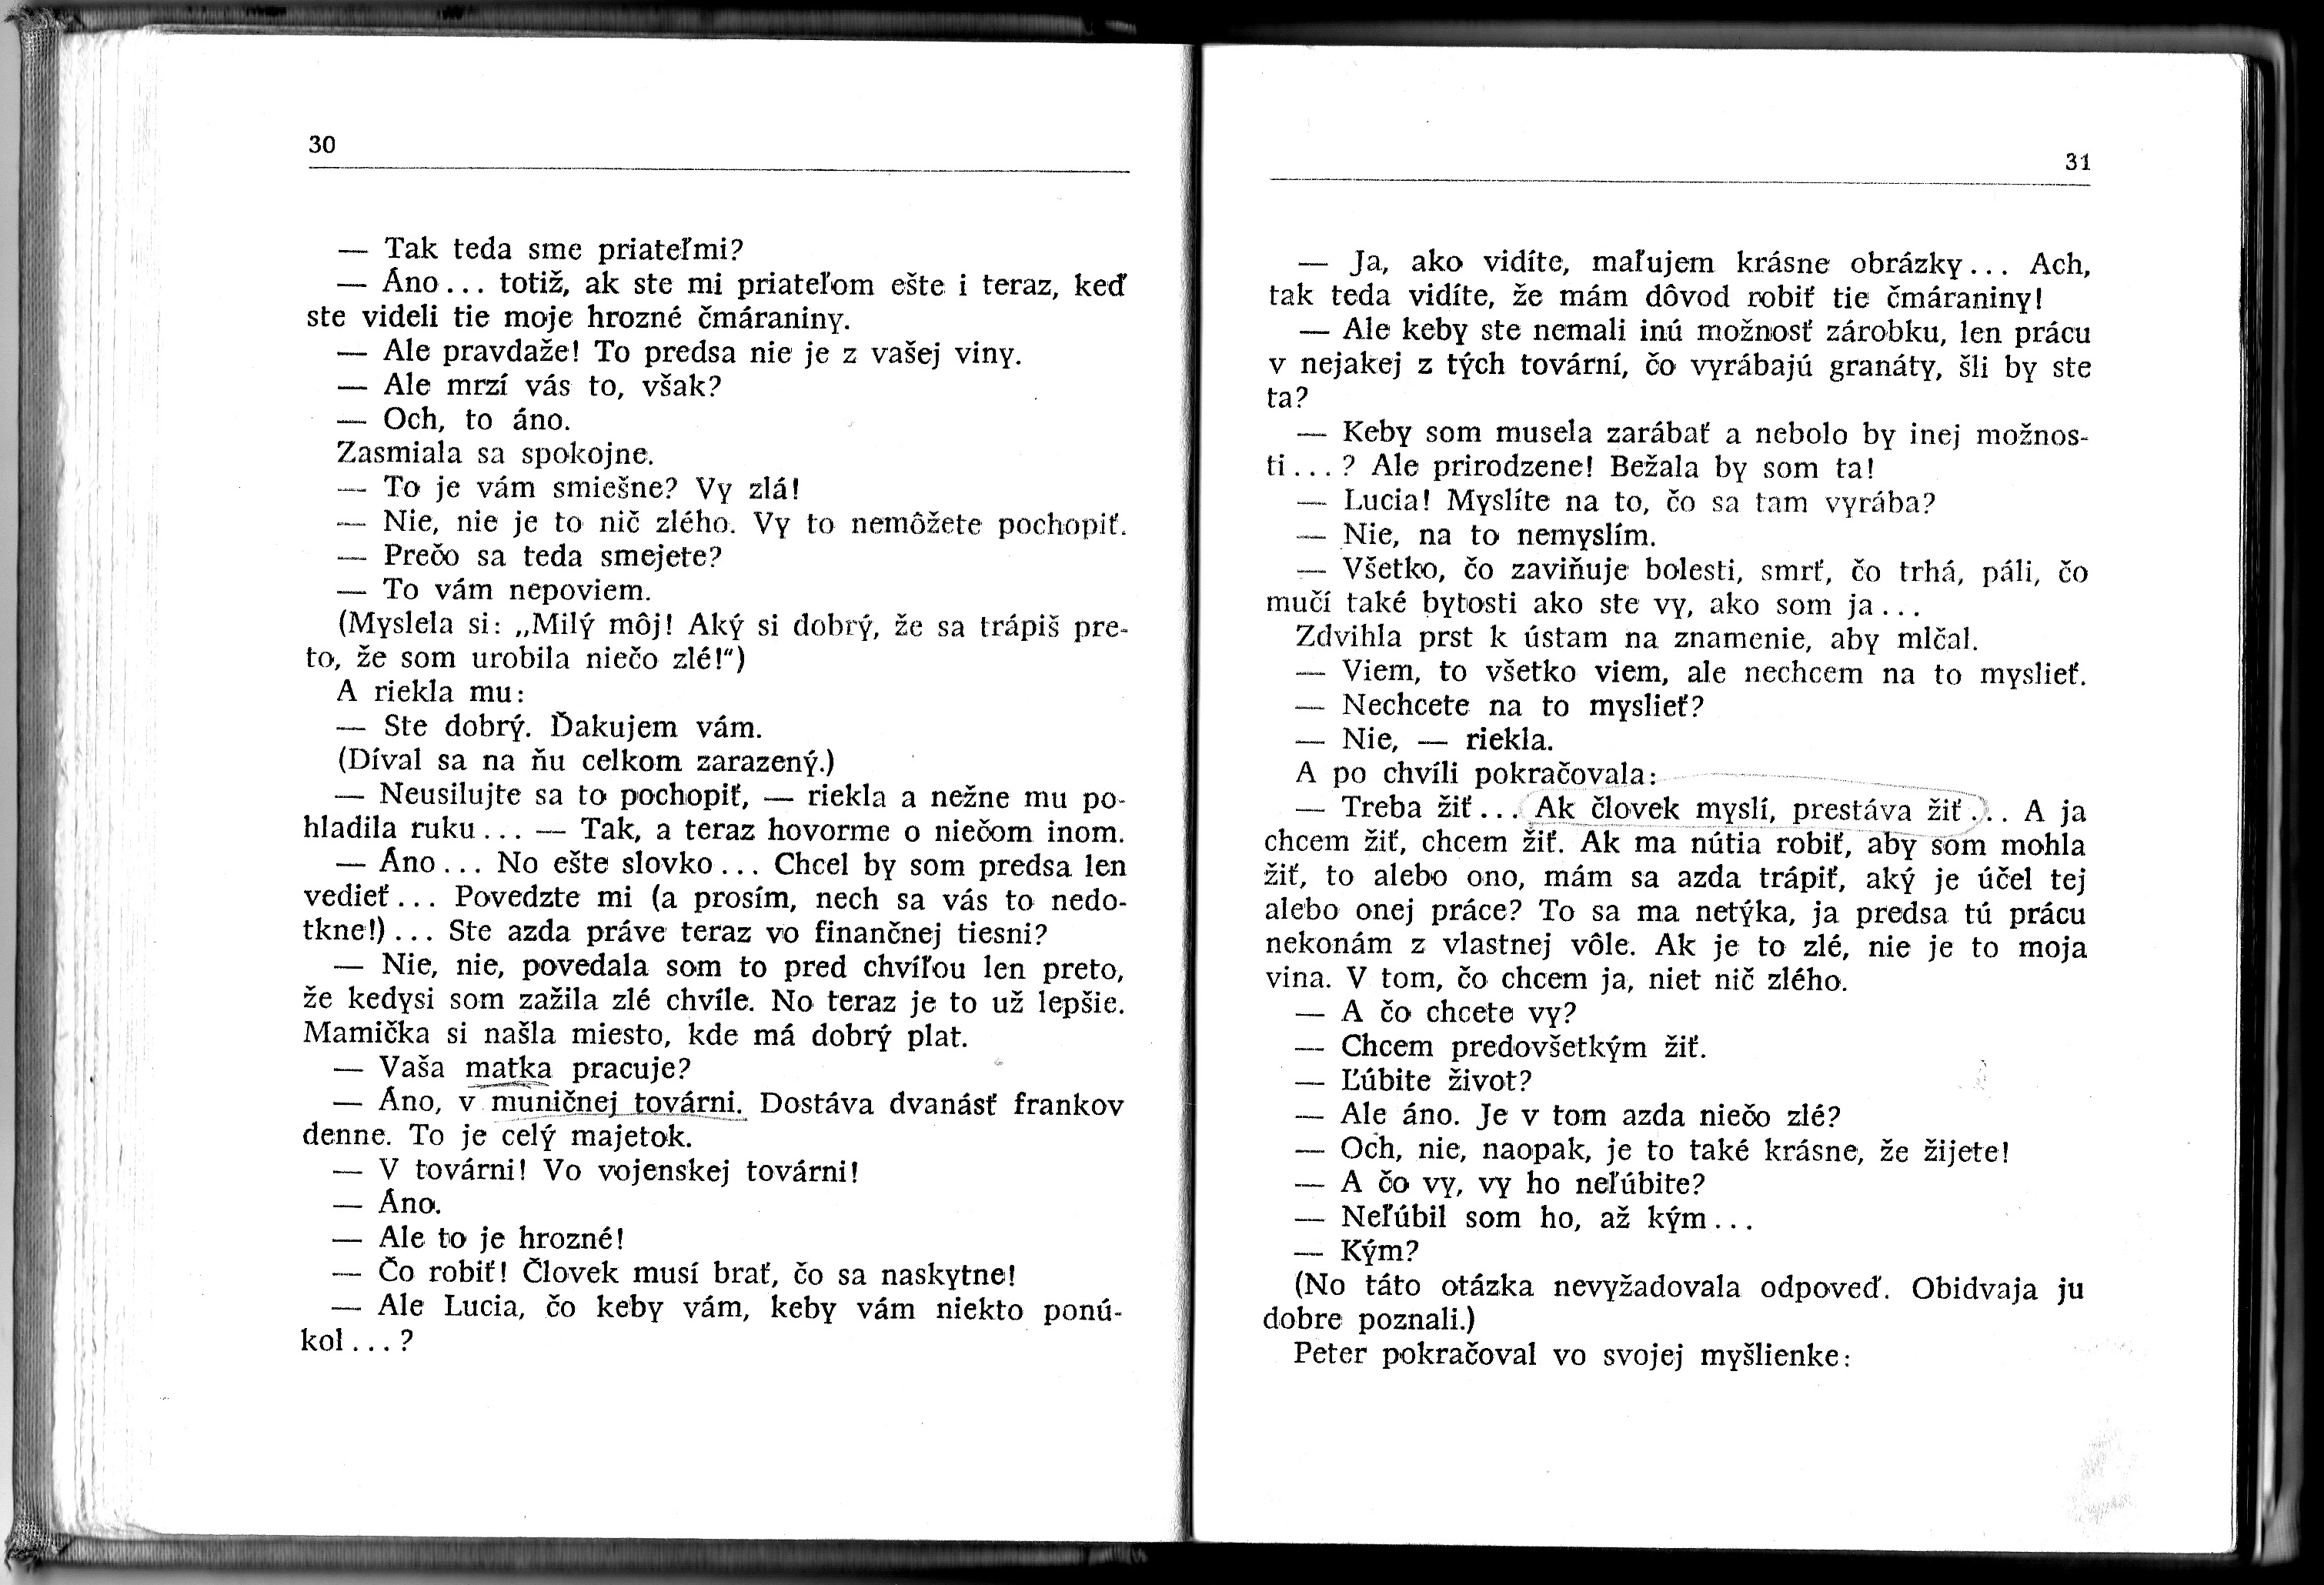 30
— Tak teda sme priateľmi?
— Áno... totiž, ak ste mi priateľom ešte i teraz, keď
ste videli tie moje hrozné čmáraniny.
— Ale pravdaže! To predsa nie je z vašej viny.
— Ale mrzí vás to, však?
— Och, to áno.
Zasmiala sa spokojne.
— To je vám smiešne? Vy zlá!
— Nie, nie je to nič zlého. Vy to nemôžete pochopiť.
— Prečo sa teda smejete?
— To vám nepoviem.
(Myslela si: „Milý môj! Aký si dobrý, že sa trápiš pre-
to, že som urobila niečo zlé!")
A riekla mu:
— Ste dobrý. Ďakujem vám.
(Díval sa na ňu celkom zarazený.)
— Neusilujte sa to pochopiť, — riekla a nežne mu po-
hladila ruku... — Tak, a teraz hovorme o niečom inom.
— Áno... No ešte slovko... Chcel by som predsa len
vedieť... Povedzte mi (a prosím, nech sa vás to nedo-
tkne!)... Ste azda práve teraz vo finančnej tiesni?
— Nie, nie, povedala som to pred chvíľou len preto,
že kedysi som zažila zlé chvíle. No teraz je to už lepšie.
Mamička si našla miesto, kde má dobrý plat.
— Vaša matka pracuje?
— Áno, v muničnej továrni. Dostáva dvanásť frankov
denne. To je celý majetok.
— V továrni! Vo vojenskej továrni!
— Áno.
— Ale to je hrozné!
— Čo robiť! Človek musí brať, čo sa naskytne!
— Ale Lucia, čo keby vám, keby vám niekto ponú-
kol...?
31
— Ja, ako vidíte, maľujem krásne obrázky... Ach,
tak teda vidíte, že mám dôvod robiť tie čmáraniny!
— Ale keby ste nemali inú možnosť zárobku, len prácu
v nejakej z tých tovární, čo vyrábajú granáty, šli by ste
ta?
— Keby som musela zarábať a nebolo by inej možnos-
ti...? Ale prirodzene! Bežala by som ta!
— Lucia! Myslíte na to, čo sa tam vyrába?
— Nie, na to nemyslím.
— Všetko, čo zaviňuje bolesti, smrť, čo trhá, páli, čo
mučí také bytosti ako ste vy, ako som ja...
Zdvihla prst k ústam na znamenie, aby mlčal.
— Viem, to všetko viem, ale nechcem na to myslieť.
— Nechcete na to myslieť?
— Nie, — riekla.
A po chvíli pokračovala:
— Treba žiť... Ak človek myslí, prestáva žiť... A ja
chcem žiť, chcem žiť. Ak ma nútia robiť, aby som mohla
žiť, to alebo ono, mám sa azda trápiť, aký je účel tej
alebo onej práce? To sa ma netýka, ja predsa tú prácu
nekonám z vlastnej vôle. Ak je to zlé, nie je to moja
vina. V tom, čo chcem ja, niet nič zlého.
— A čo chcete vy?
— Chcem predovšetkým žiť.
— Ľúbite život?
— Ale áno. Je v tom azda niečo zlé?
— Och, nie, naopak, je to také krásne, že žijete!
— A čo vy, vy ho neľúbite?
— Neľúbil som ho, až kým...
— Kým?
(No táto otázka nevyžadovala odpoveď. Obidvaja ju
dobre poznali.)
Peter pokračoval vo svojej myšlienke: